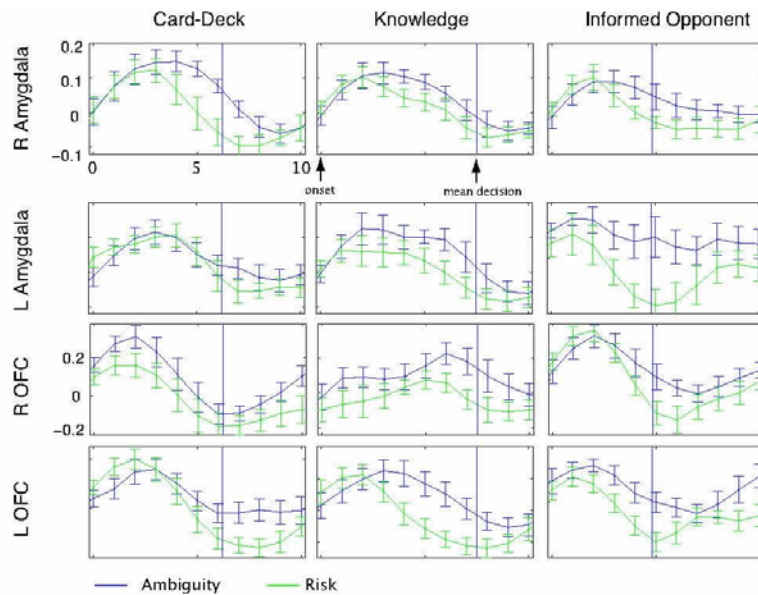 Card-Deck Knowledge Informed Opponent
R Amygdala
0.2
0.1
0
−0.1
0 5 10
onset mean decision
L Amygdala
R OFC
0.2
0
−0.2
L OFC
Ambiguity Risk